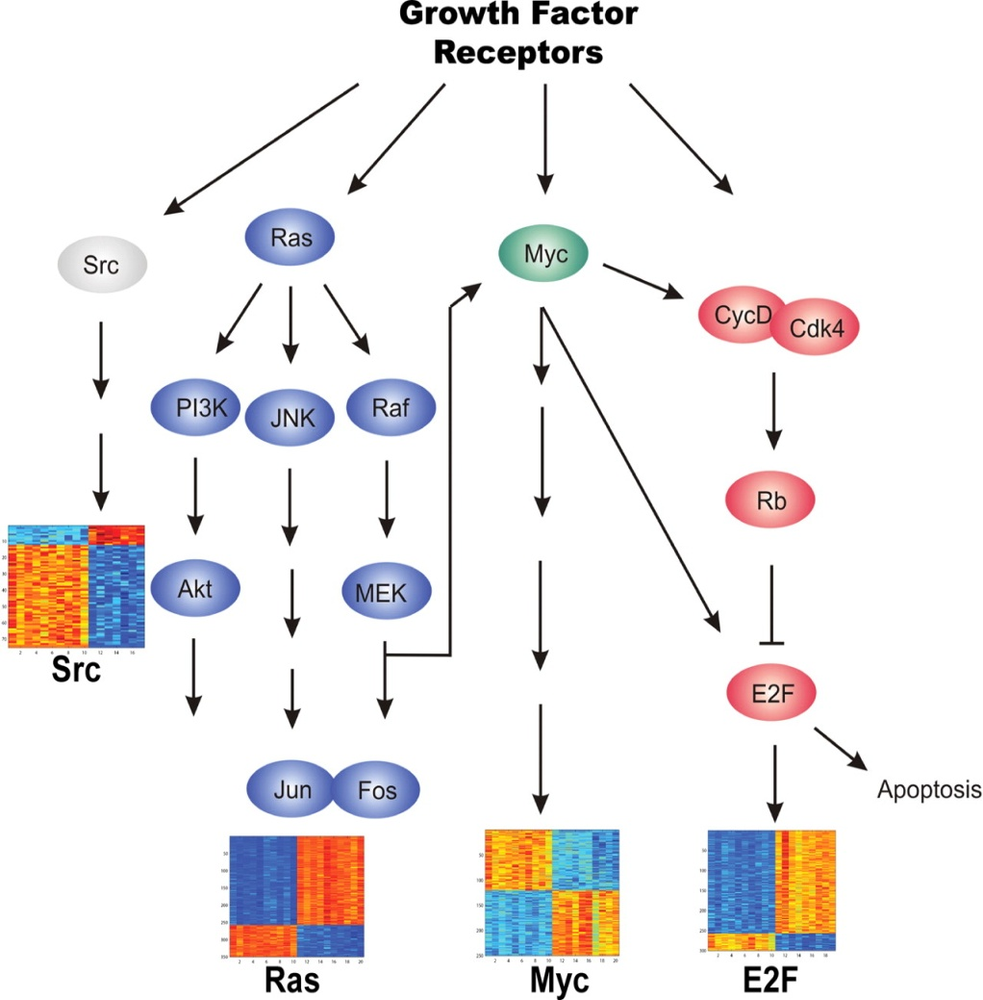 Growth Factor
Receptors
Src
Ras
Myc
CycD
Cdk4
PI3K
JNK
Raf
Rb
Akt
MEK
E2F
Jun
Fos
Apoptosis
Src
Ras
Myc
E2F